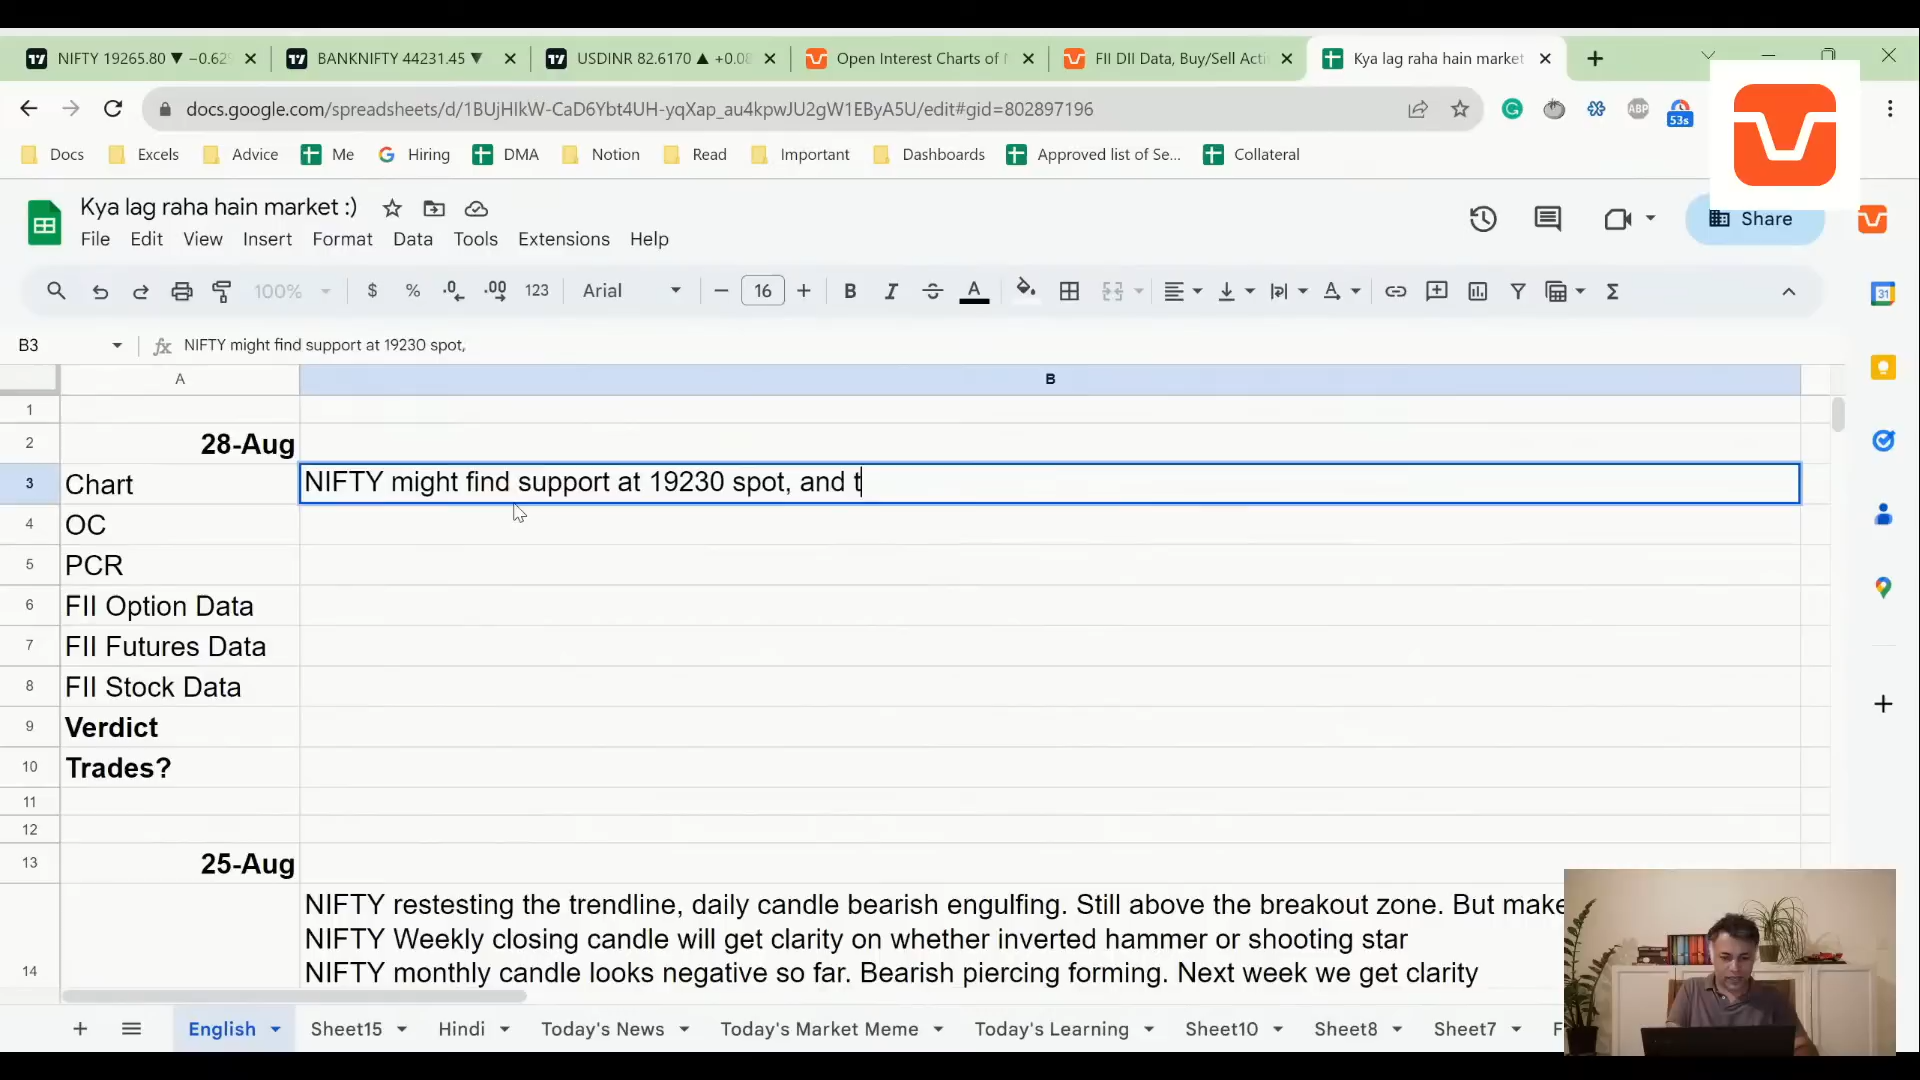 NIFTY 19265.80 ▼ −0.62%
BANKNIFTY 44231.45 ▼
USDINR 82.6170 ▲ +0.08
Open Interest Charts of
FII DII Data, Buy/Sell Acti
Kya lag raha hain market
docs.google.com/spreadsheets/d/1BUjHIkW-CaD6Ybt4UH-yqXap_au4kpwJU2gW1EByA5U/edit#gid=802897196
ABP
53s
Docs
Excels
Advice
Me
Hiring
DMA
Notion
Read
Important
Dashboards
Approved list of Se...
Collateral
Kya lag raha hain market :)
File Edit View Insert Format Data Tools Extensions Help
Share
100% $ % .0 .00 123 Arial 16 B I A Σ
31
B3
fx NIFTY might find support at 19230 spot,
A B
1
2 28-Aug
3 Chart NIFTY might find support at 19230 spot, and t
4 OC
5 PCR
6 FII Option Data
7 FII Futures Data
8 FII Stock Data
9 Verdict
10 Trades?
11
12
13 25-Aug
NIFTY restesting the trendline, daily candle bearish engulfing. Still above the breakout zone. But make
NIFTY Weekly closing candle will get clarity on whether inverted hammer or shooting star
14 NIFTY monthly candle looks negative so far. Bearish piercing forming. Next week we get clarity
English Sheet15 Hindi Today's News Today's Market Meme Today's Learning Sheet10 Sheet8 Sheet7 F